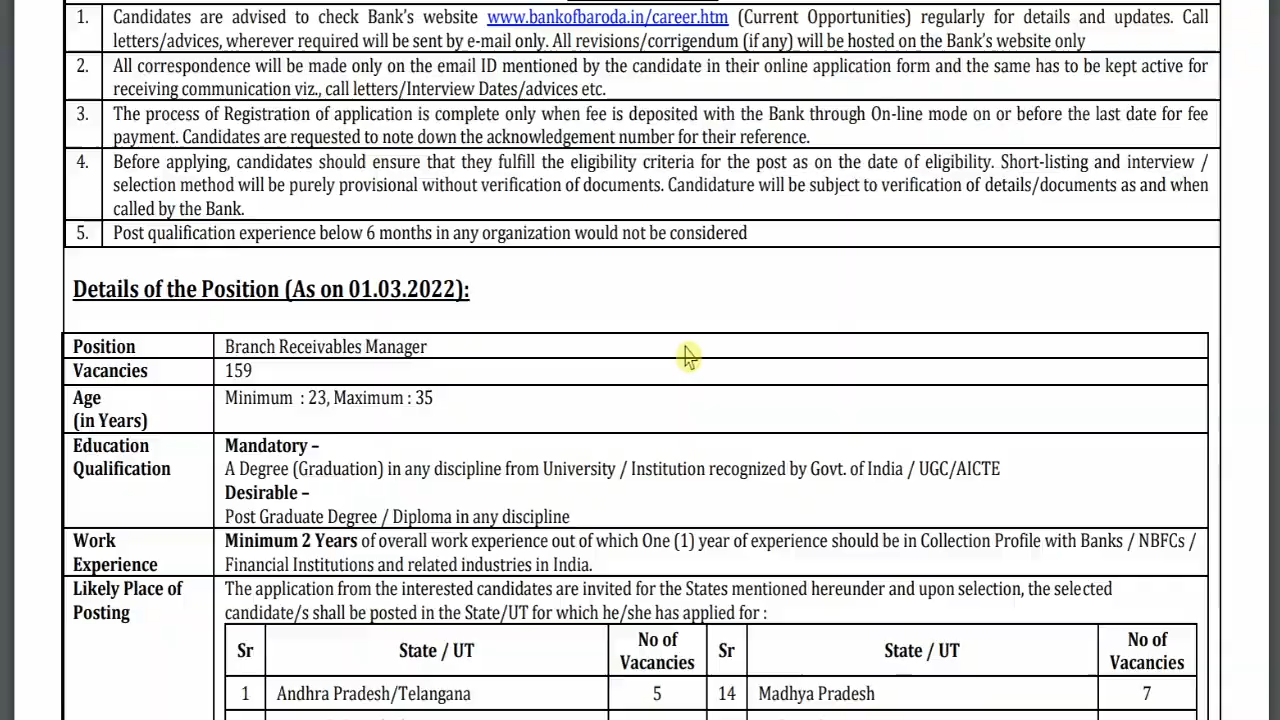 1. Candidates are advised to check Bank's website www.bankofbaroda.in/career.htm (Current Opportunities) regularly for details and updates. Call
letters/advices, wherever required will be sent by e-mail only. All revisions/corrigendum (if any) will be hosted on the Bank's website only
2. All correspondence will be made only on the email ID mentioned by the candidate in their online application form and the same has to be kept active for
receiving communication viz., call letters/Interview Dates/advices etc.
3. The process of Registration of application is complete only when fee is deposited with the Bank through On-line mode on or before the last date for fee
payment. Candidates are requested to note down the acknowledgement number for their reference.
4. Before applying, candidates should ensure that they fulfill the eligibility criteria for the post as on the date of eligibility. Short-listing and interview /
selection method will be purely provisional without verification of documents. Candidature will be subject to verification of details/documents as and when
called by the Bank.
5. Post qualification experience below 6 months in any organization would not be considered
Details of the Position (As on 01.03.2022):
Position Branch Receivables Manager
Vacancies 159
Age Minimum : 23, Maximum : 35
(in Years)
Education Mandatory –
Qualification A Degree (Graduation) in any discipline from University / Institution recognized by Govt. of India / UGC/AICTE
Desirable –
Post Graduate Degree / Diploma in any discipline
Work Minimum 2 Years of overall work experience out of which One (1) year of experience should be in Collection Profile with Banks / NBFCs /
Experience Financial Institutions and related industries in India.
Likely Place of The application from the interested candidates are invited for the States mentioned hereunder and upon selection, the selected
Posting candidate/s shall be posted in the State/UT for which he/she has applied for :
Sr State / UT No of Vacancies Sr State / UT No of Vacancies
1 Andhra Pradesh/Telangana 5 14 Madhya Pradesh 7